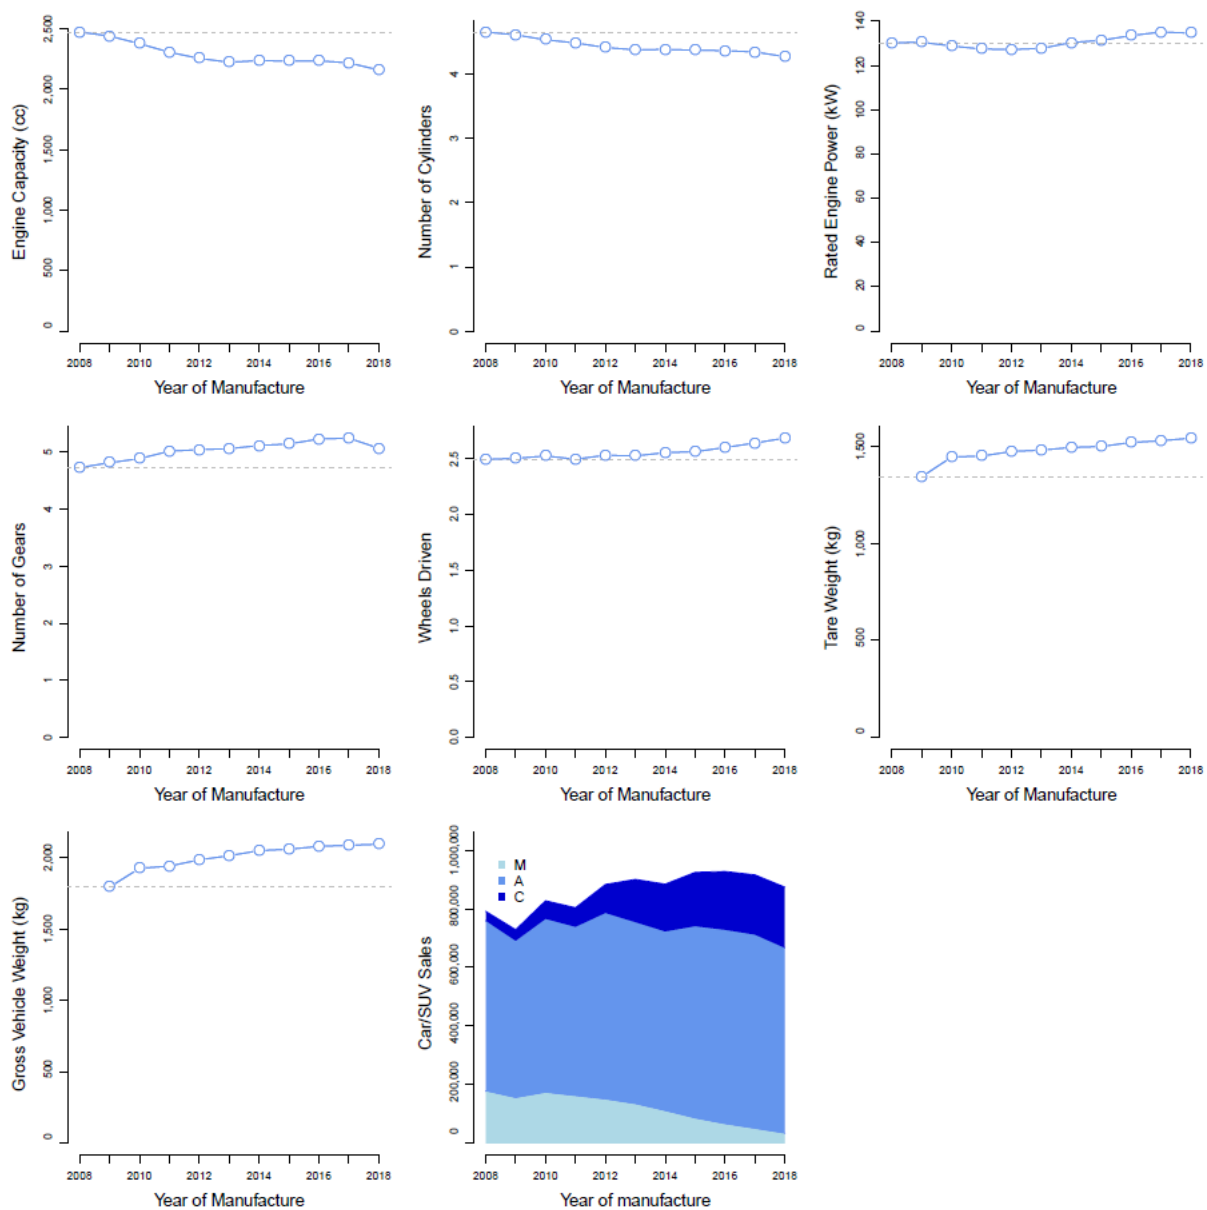 Engine Capacity (cc)
0 500 1,000 1,500 2,000 2,500
2008 2010 2012 2014 2016 2018
Year of Manufacture
Number of Cylinders
0 1 2 3 4
2008 2010 2012 2014 2016 2018
Year of Manufacture
Rated Engine Power (kW)
0 20 40 60 80 100 120 140
2008 2010 2012 2014 2016 2018
Year of Manufacture
Number of Gears
0 1 2 3 4 5
2008 2010 2012 2014 2016 2018
Year of Manufacture
Wheels Driven
0.0 0.5 1.0 1.5 2.0 2.5
2008 2010 2012 2014 2016 2018
Year of Manufacture
Tare Weight (kg)
0 500 1,000 1,500
2008 2010 2012 2014 2016 2018
Year of Manufacture
Gross Vehicle Weight (kg)
0 500 1,000 1,500 2,000
2008 2010 2012 2014 2016 2018
Year of Manufacture
Car/SUV Sales
0 200,000 400,000 600,000 800,000 1,000,000
M
A
C
2008 2010 2012 2014 2016 2018
Year of manufacture